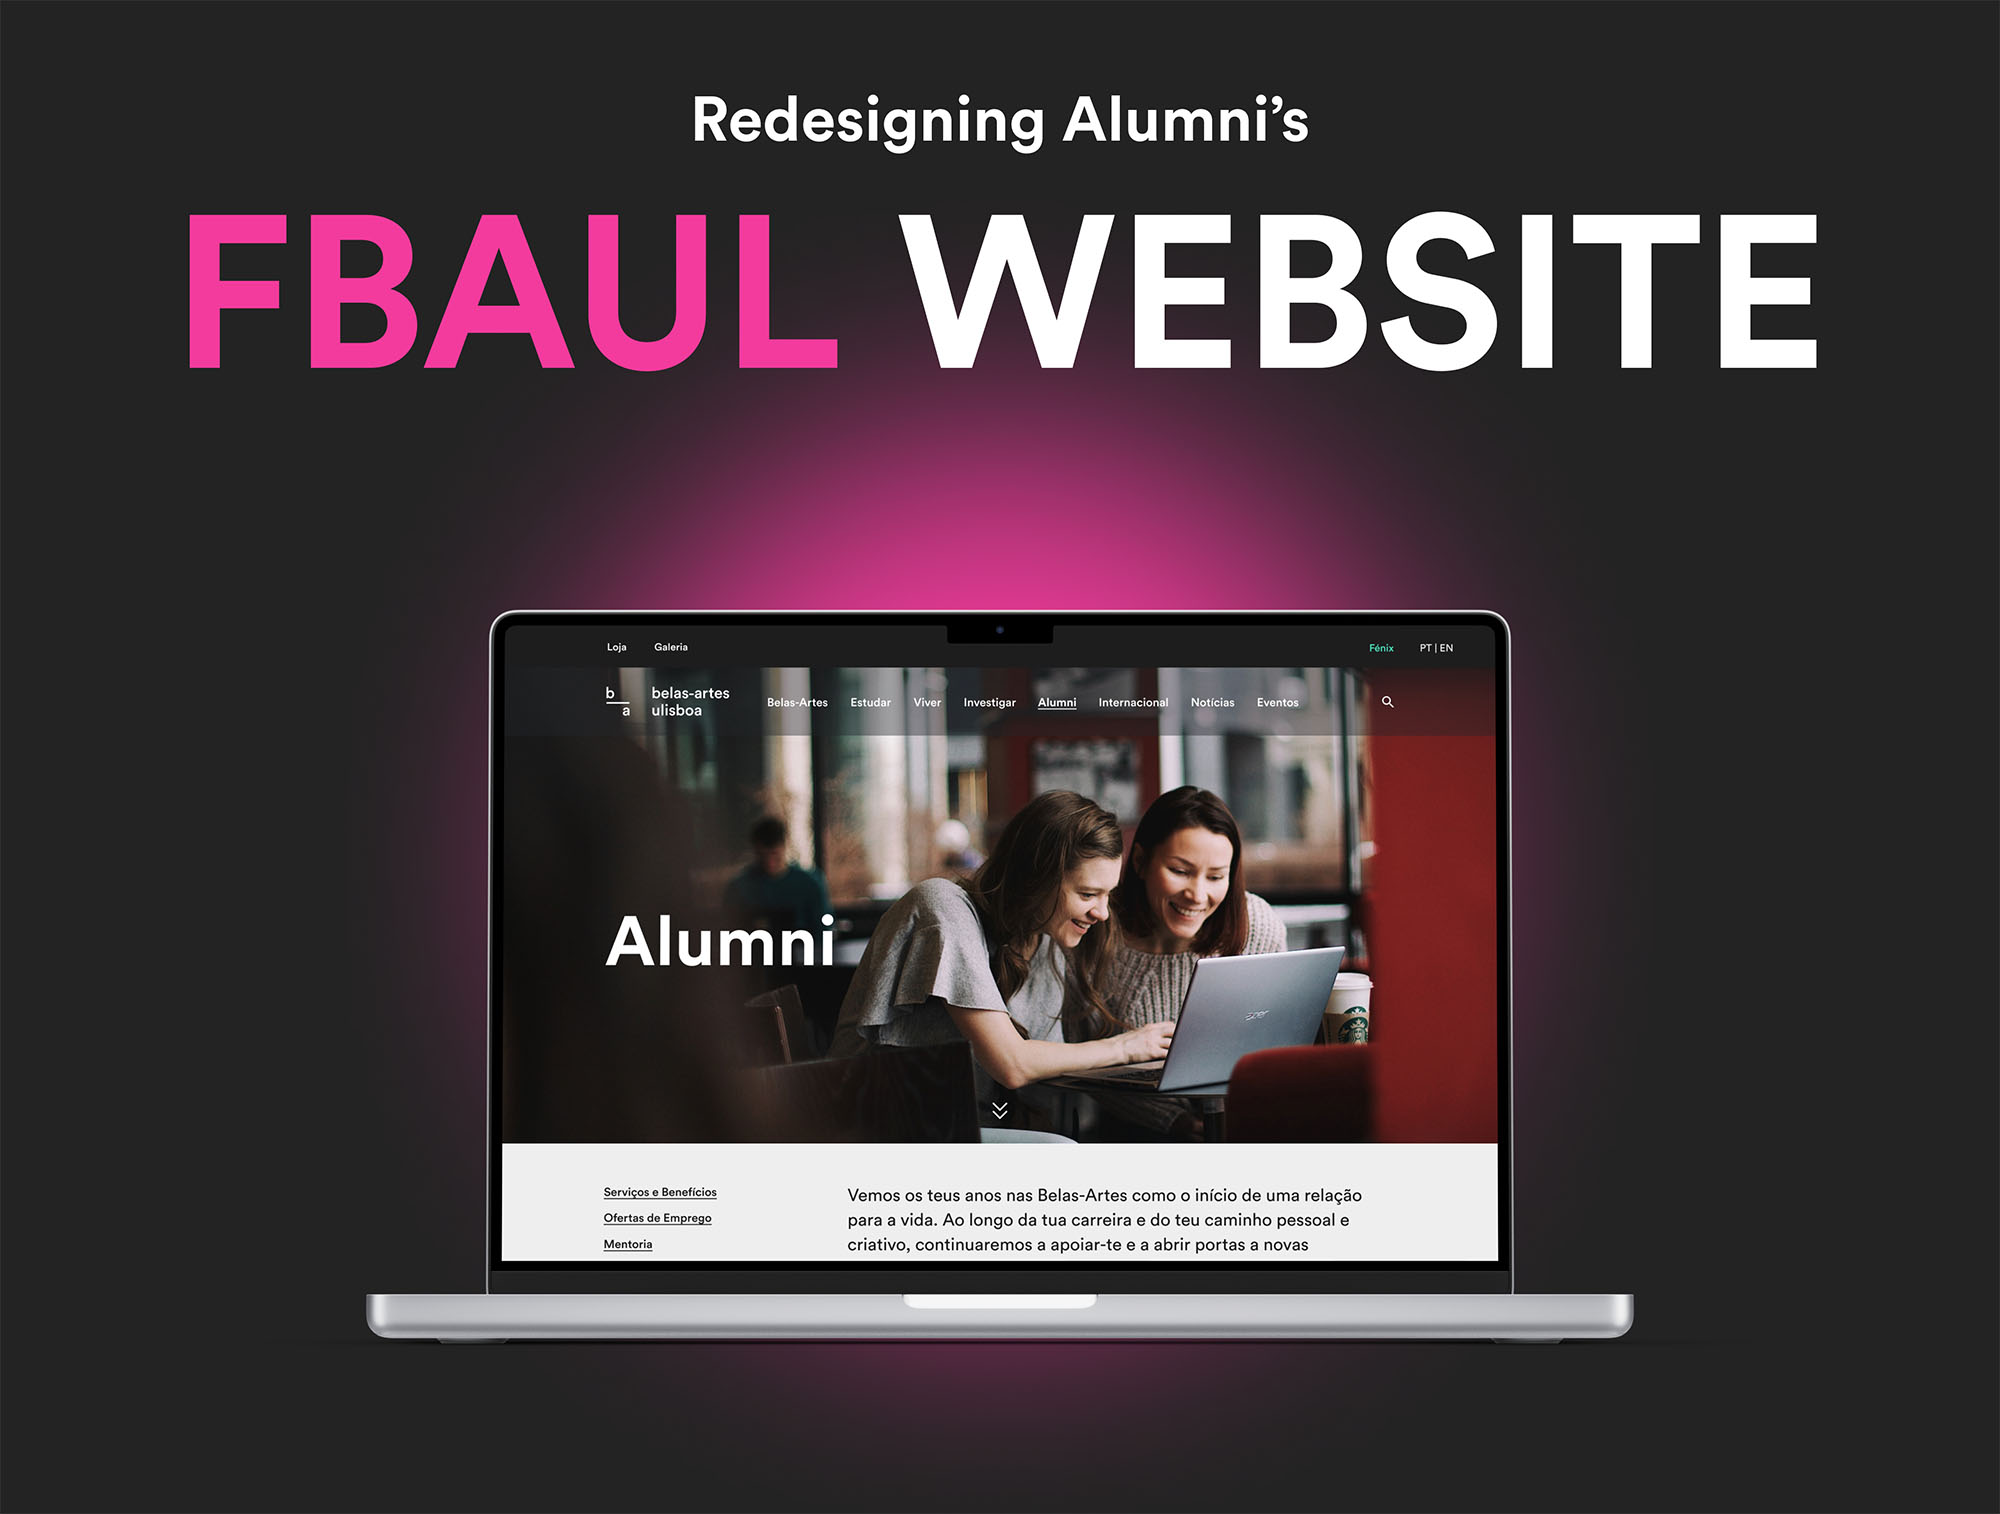 Redesigning Alumni’s
FBAUL WEBSITE
Loja Galeria Fénix PT | EN
b
a
belas-artes
ulisboa
Belas-Artes Estudar Viver Investigar Alumni Internacional Notícias Eventos
Alumni
acer
Serviços e Benefícios
Ofertas de Emprego
Mentoria
Vemos os teus anos nas Belas-Artes como o início de uma relação
para a vida. Ao longo da tua carreira e do teu caminho pessoal e
criativo, continuaremos a apoiar-te e a abrir portas a novas